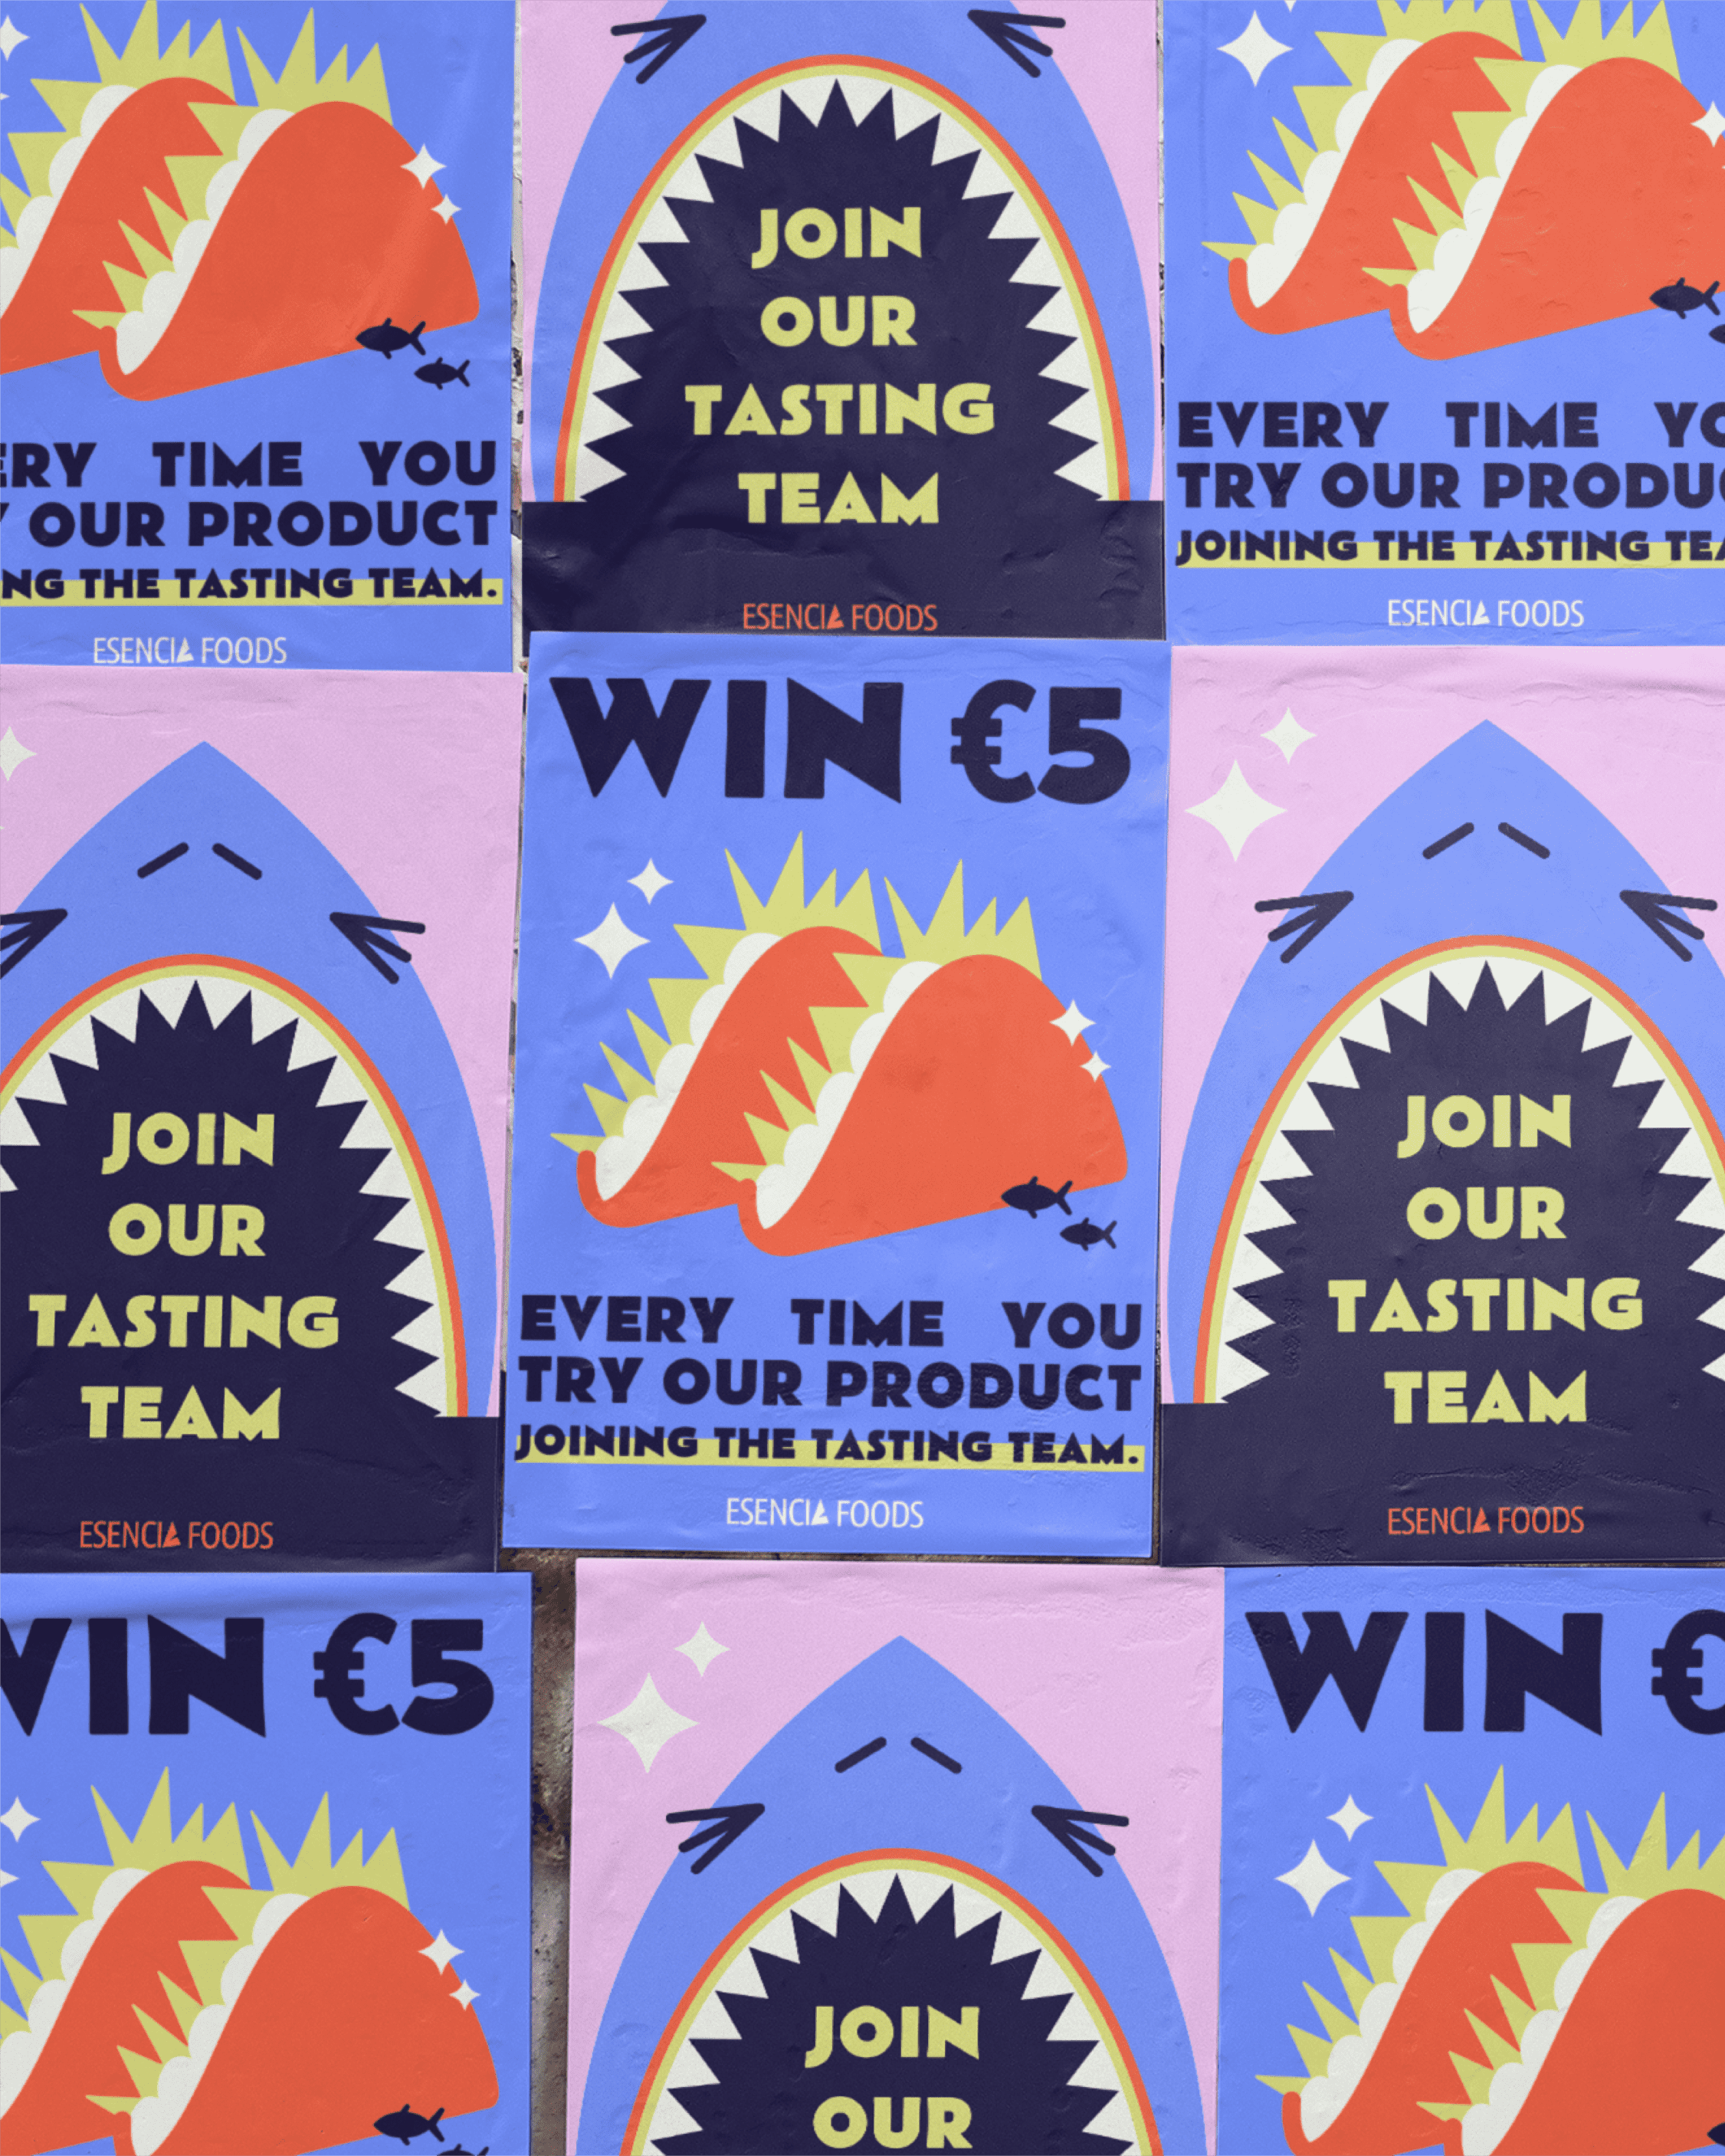 ERY TIME YOU
Y OUR PRODUCT
NG THE TASTING TEAM.
ESENCIA FOODS
JOIN
OUR
TASTING
TEAM
ESENCIA FOODS
EVERY TIME YO
TRY OUR PRODUC
JOINING THE TASTING TEA
ESENCIA FOODS
JOIN
OUR
TASTING
TEAM
ESENCIA FOODS
WIN €5
EVERY TIME YOU
TRY OUR PRODUCT
JOINING THE TASTING TEAM.
ESENCIA FOODS
JOIN
OUR
TASTING
TEAM
ESENCIA FOODS
WIN €5
JOIN
OUR
WIN €